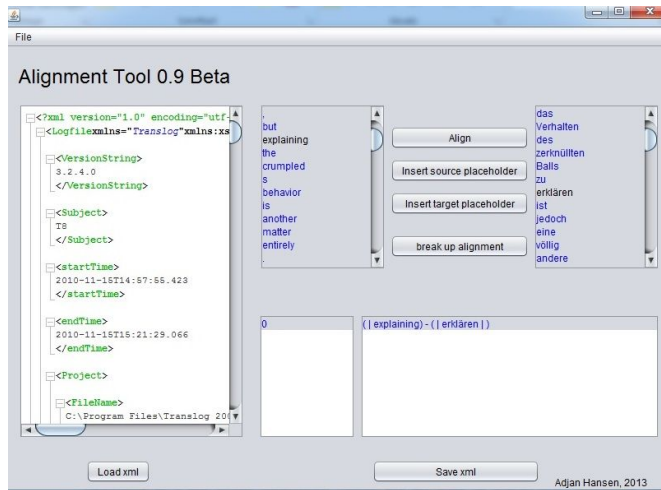 File
Alignment Tool 0.9 Beta
<?xml version="1.0" encoding="utf-
<Logfilexmlns="Translog"xmlns:xs
<VersionString>
3.2.4.0
</VersionString>
<Subject>
T8
</Subject>
<startTime>
2010-11-15T14:57:55.423
</startTime>
<endTime>
2010-11-15T15:21:29.066
</endTime>
<Project>
<FileName>
C:\Program Files\Translog 200
,
but
explaining
the
crumpled
s
behavior
is
another
matter
entirely
.
Align
Insert source placeholder
Insert target placeholder
break up alignment
das
Verhalten
des
zerknüllten
Balls
zu
erklären
ist
jedoch
eine
völlig
andere
0
( | explaining) - ( | erklären | )
Load xml
Save xml
Adjan Hansen, 2013